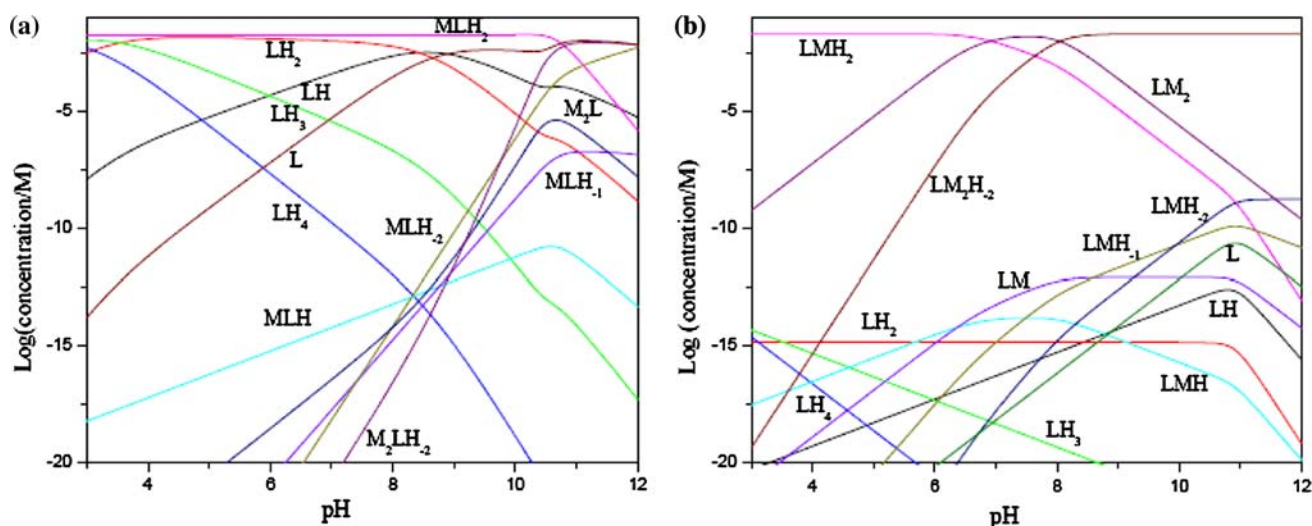 (a)
Log(concentration/M)
-5
-10
-15
-20
4
6
8
10
12
pH
MLH₂
LH₂
LH
LH₃
L
LH₄
M₂L
MLH₋₁
MLH₋₂
MLH
M₂LH₋₂
(b)
Log (concentration/M)
-5
-10
-15
-20
4
6
8
10
12
pH
LMH₂
LM₂
LM₂H₋₂
LMH₋₂
LMH₋₁
LM
L
LH
LH₂
LMH
LH₄
LH₃